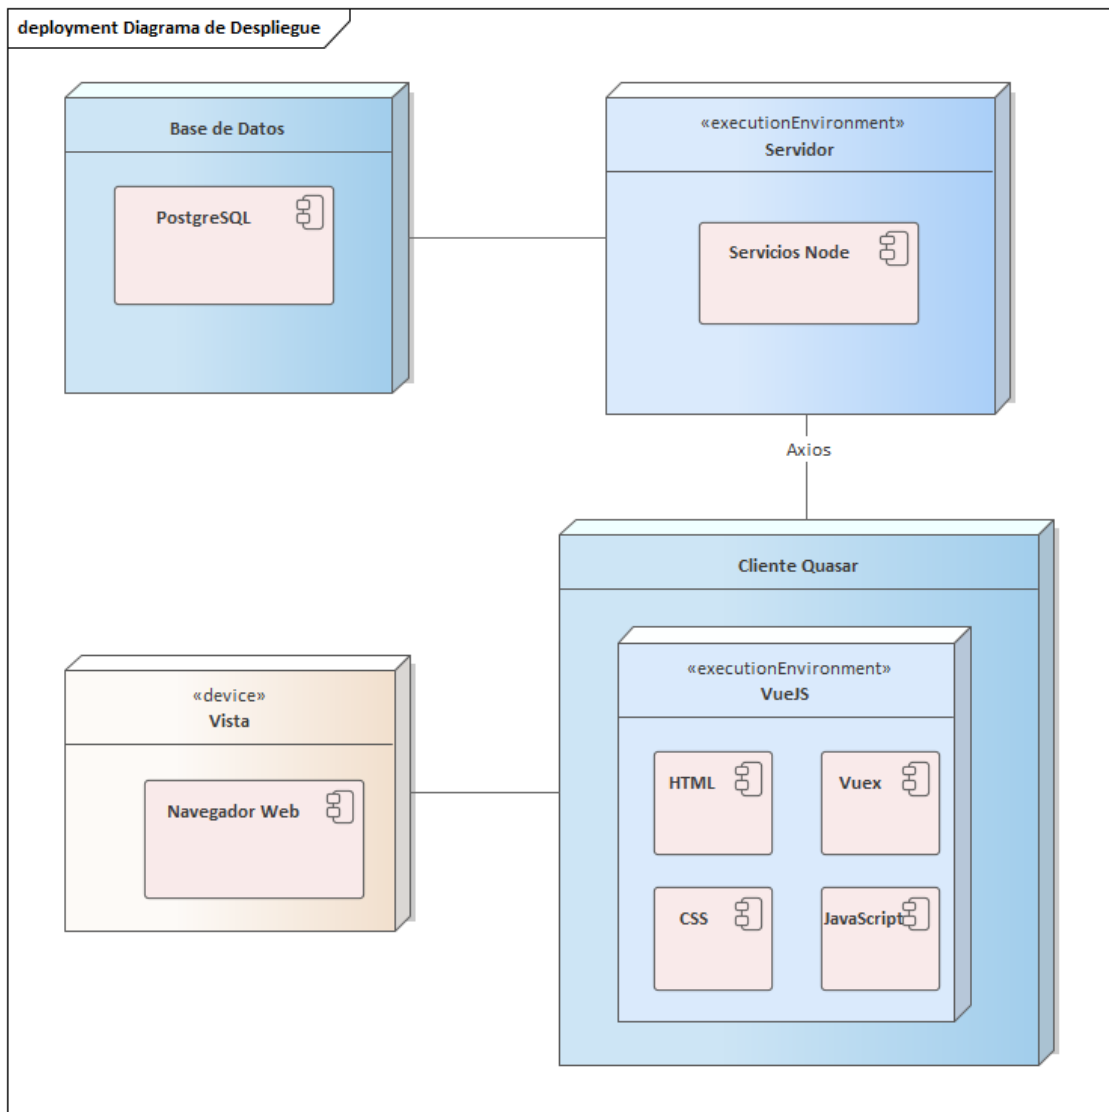 deployment Diagrama de Despliegue
Base de Datos
PostgreSQL
«executionEnvironment»
Servidor
Servicios Node
Axios
Cliente Quasar
«executionEnvironment»
VueJS
HTML
Vuex
CSS
JavaScript
«device»
Vista
Navegador Web